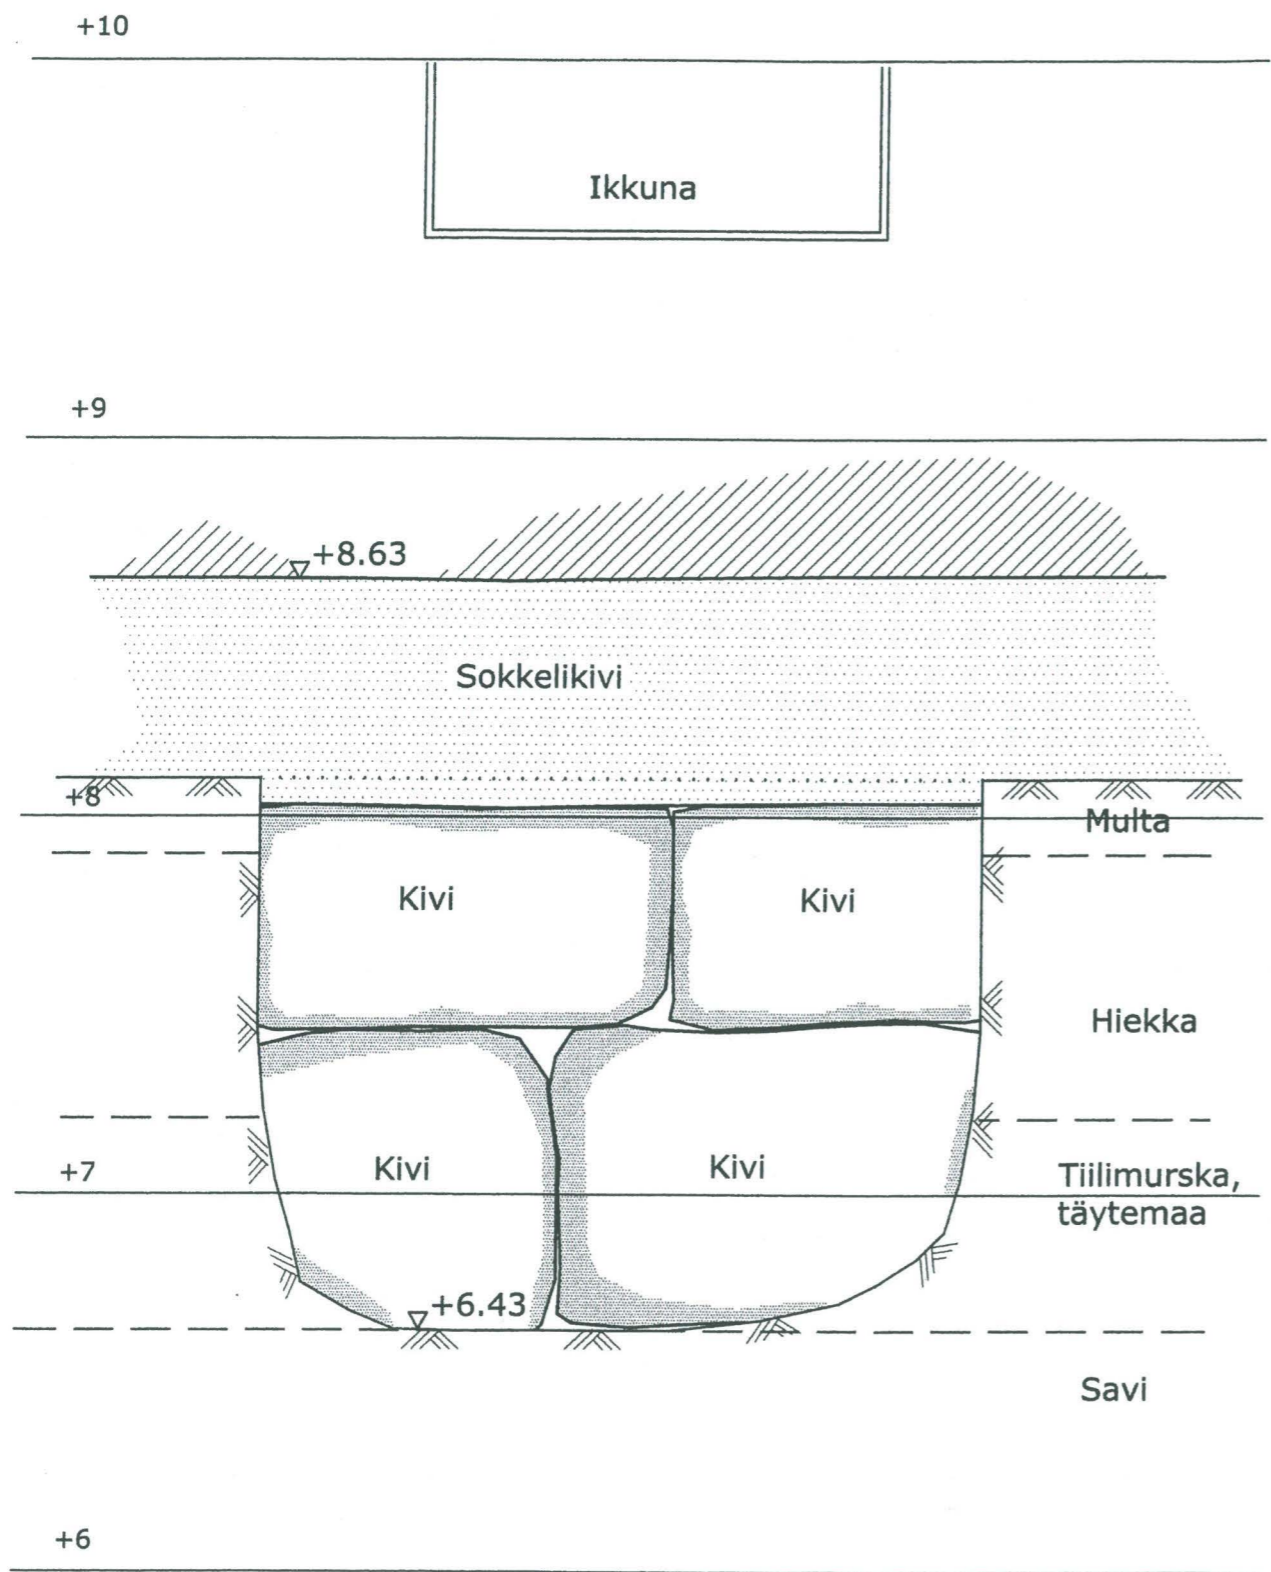 +10
Ikkuna
+9
+8.63
Sokkelikivi
+8
Multa
Kivi
Kivi
Hiekka
Kivi
Kivi
+7
Tiilimurska,
täytemaa
+6.43
Savi
+6